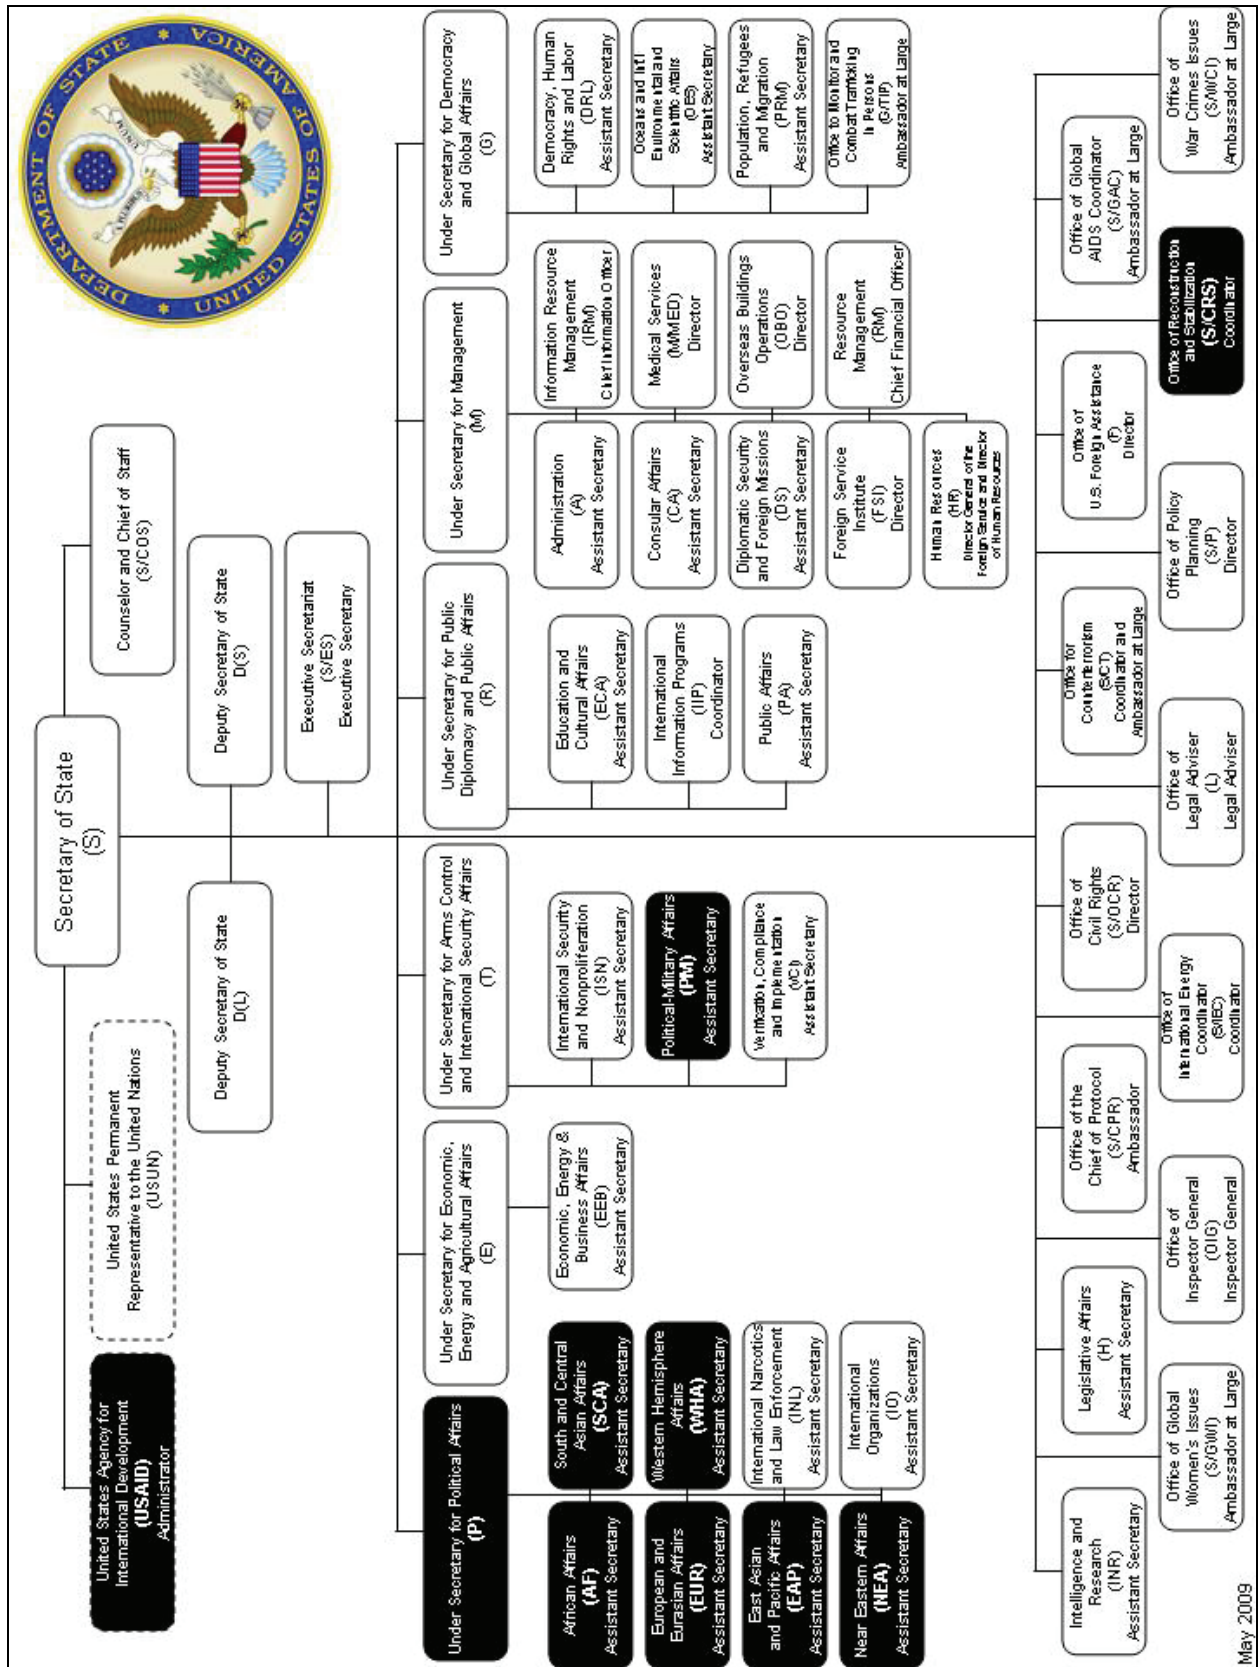 Secretary of State
(S)
United States Agency for
International Development
(USAID)
Administrator
United States Permanent
Representative to the United Nations
(USUN)
Counselor and Chief of Staff
(S/COS)
Deputy Secretary of State
D(L)
Deputy Secretary of State
D(S)
Executive Secretariat
(S/ES)
Executive Secretary
DEPARTMENT OF STATE
UNITED STATES OF AMERICA
Under Secretary for Political Affairs
(P)
Under Secretary for Economic,
Energy and Agricultural Affairs
(E)
Under Secretary for Arms Control
and International Security Affairs
(T)
Under Secretary for Public
Diplomacy and Public Affairs
(R)
Under Secretary for Management
(M)
Under Secretary for Democracy
and Global Affairs
(G)
African Affairs
(AF)
Assistant Secretary
South and Central
Asian Affairs
(SCA)
Assistant Secretary
European and
Eurasian Affairs
(EUR)
Assistant Secretary
Western Hemisphere
Affairs
(WHA)
Assistant Secretary
East Asian
and Pacific Affairs
(EAP)
Assistant Secretary
International Narcotics
and Law Enforcement
(INL)
Assistant Secretary
Near Eastern Affairs
(NEA)
Assistant Secretary
International
Organizations
(IO)
Assistant Secretary
Economic, Energy &
Business Affairs
(EEB)
Assistant Secretary
International Security
and Nonproliferation
(ISN)
Assistant Secretary
Political-Military Affairs
(PM)
Assistant Secretary
Verification, Compliance
and Implementation
(VCI)
Assistant Secretary
Education and
Cultural Affairs
(ECA)
Assistant Secretary
International
Information Programs
(IIP)
Coordinator
Public Affairs
(PA)
Assistant Secretary
Administration
(A)
Assistant Secretary
Information Resource
Management
(IRM)
Chief Information Officer
Consular Affairs
(CA)
Assistant Secretary
Medical Services
(M/MED)
Director
Diplomatic Security
and Foreign Missions
(DS)
Assistant Secretary
Overseas Buildings
Operations
(OBO)
Director
Foreign Service
Institute
(FSI)
Director
Resource
Management
(RM)
Chief Financial Officer
Human Resources
(HR)
Director General of the
Foreign Service and Director
of Human Resources
Democracy, Human
Rights and Labor
(DRL)
Assistant Secretary
Oceans and Int'l
Environmental and
Scientific Affairs
(OES)
Assistant Secretary
Population, Refugees
and Migration
(PRM)
Assistant Secretary
Office to Monitor and
Combat Trafficking
In Persons
(G/TIP)
Ambassador at Large
Intelligence and
Research
(INR)
Assistant Secretary
Legislative Affairs
(H)
Assistant Secretary
Office of the
Chief of Protocol
(S/CPR)
Ambassador
Office of
Civil Rights
(S/OCR)
Director
Office for
Counterterrorism
(S/CT)
Coordinator and
Ambassador at Large
Office of
U.S. Foreign Assistance
(F)
Director
Office of Global
AIDS Coordinator
(S/GAC)
Ambassador at Large
Office of Global
Women's Issues
(S/GWI)
Ambassador at Large
Office of
Inspector General
(OIG)
Inspector General
Office of
International Energy
Coordinator
(S/IEC)
Coordinator
Office of
Legal Adviser
(L)
Legal Adviser
Office of Policy
Planning
(S/P)
Director
Office of Reconstruction
and Stabilization
(S/CRS)
Coordinator
Office of
War Crimes Issues
(S/WCI)
Ambassador at Large
May 2009